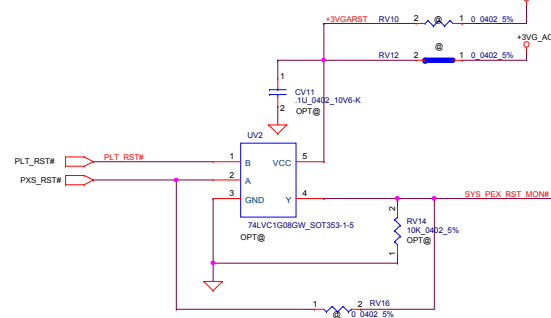 +3VGARST RV10 2 @ 1 0_0402_5%
+3VG_AO
@
RV12 2 1 0_0402_5%
1
CV11
.1U_0402_10V6-K
2
OPT@
UV2
PLT_RST# PLT_RST# 1 B VCC 5
PXS_RST# 2 A
3 GND Y 4 SYS_PEX_RST_MON#
74LVC1G08GW_SOT353-1-5
OPT@
2
RV14
10K_0402_5%
OPT@
1
1 2 RV16
@ 0_0402_5%